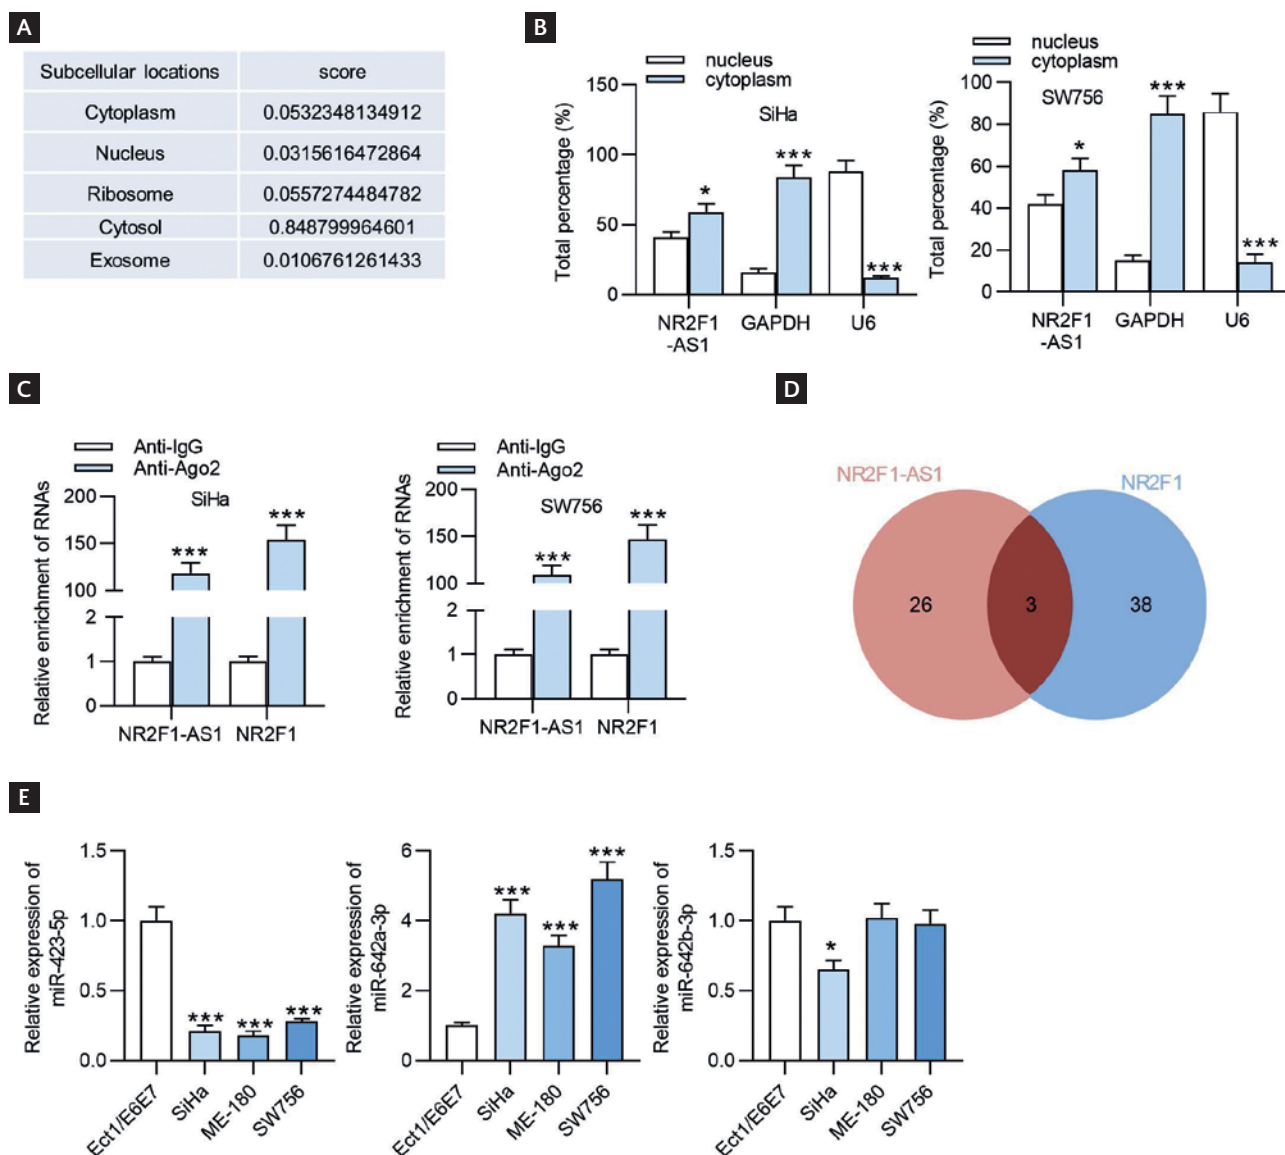 A
Subcellular locations score
Cytoplasm 0.0532348134912
Nucleus 0.0315616472864
Ribosome 0.0557274484782
Cytosol 0.848799964601
Exosome 0.0106761261433
B
nucleus
cytoplasm
SiHa
Total percentage (%)
150
100
50
0
*
***
***
NR2F1
-AS1
GAPDH
U6
nucleus
cytoplasm
SW756
Total percentage (%)
100
80
60
40
20
0
*
***
***
NR2F1
-AS1
GAPDH
U6
C
Anti-IgG
Anti-Ago2
SiHa
Relative enrichment of RNAs
200
150
100
2
1
0
***
***
NR2F1-AS1
NR2F1
Anti-IgG
Anti-Ago2
SW756
Relative enrichment of RNAs
200
150
100
2
1
0
***
***
NR2F1-AS1
NR2F1
D
NR2F1-AS1
NR2F1
26
3
38
E
Relative expression of
miR-423-5p
1.5
1.0
0.5
0.0
***
***
***
Ect1/E6E7
SiHa
ME-180
SW756
Relative expression of
miR-642a-3p
6
4
2
0
***
***
***
Ect1/E6E7
SiHa
ME-180
SW756
Relative expression of
miR-642b-3p
1.5
1.0
0.5
0.0
*
Ect1/E6E7
SiHa
ME-180
SW756